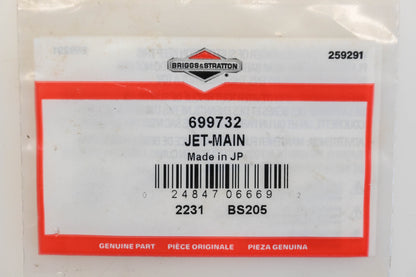 259291
BRIGGS&STRATTON
699732
JET-MAIN
Made in JP
0 24847 06669 2
2231 BS205
GENUINE PART PIÈCE ORIGINALE PIEZA GENUINA